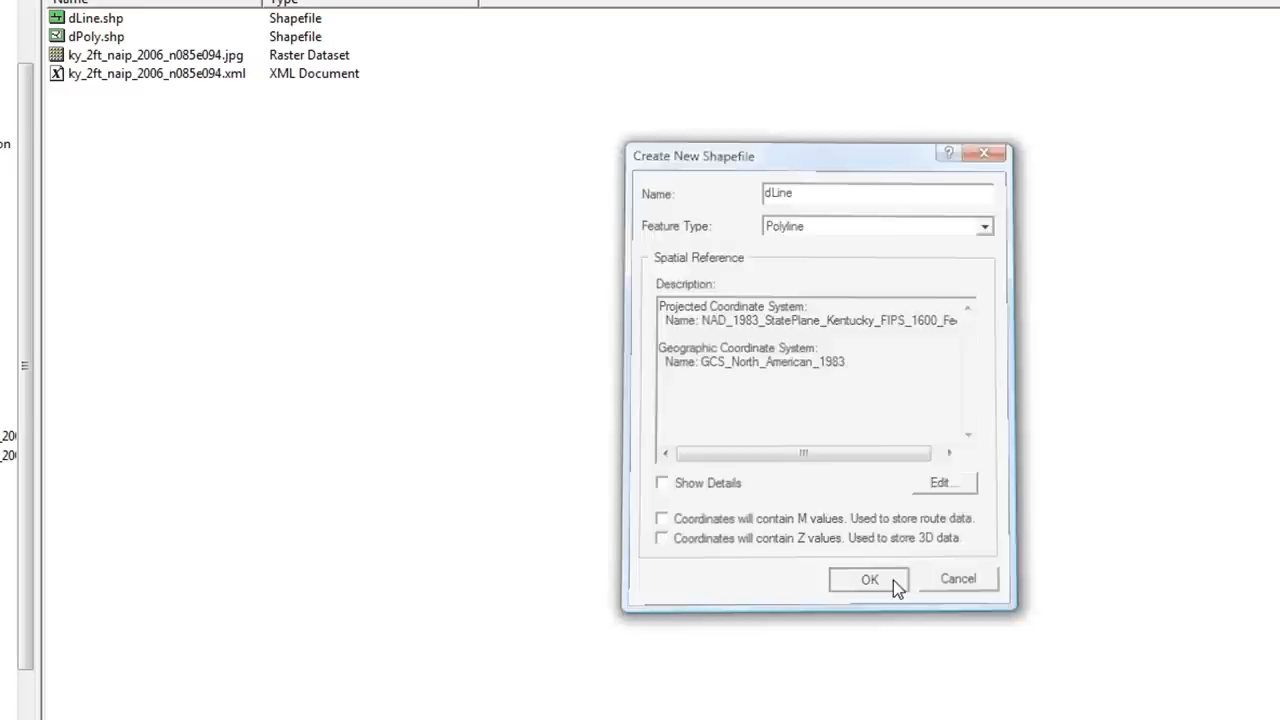 Name Type
dLine.shp Shapefile
dPoly.shp Shapefile
ky_2ft_naip_2006_n085e094.jpg Raster Dataset
ky_2ft_naip_2006_n085e094.xml XML Document
on
_20
_20
Create New Shapefile
Name: dLine
Feature Type: Polyline
Spatial Reference
Description:
Projected Coordinate System:
Name: NAD_1983_StatePlane_Kentucky_FIPS_1600_Fe
Geographic Coordinate System:
Name: GCS_North_American_1983
Show Details Edit...
Coordinates will contain M values. Used to store route data.
Coordinates will contain Z values. Used to store 3D data.
OK Cancel